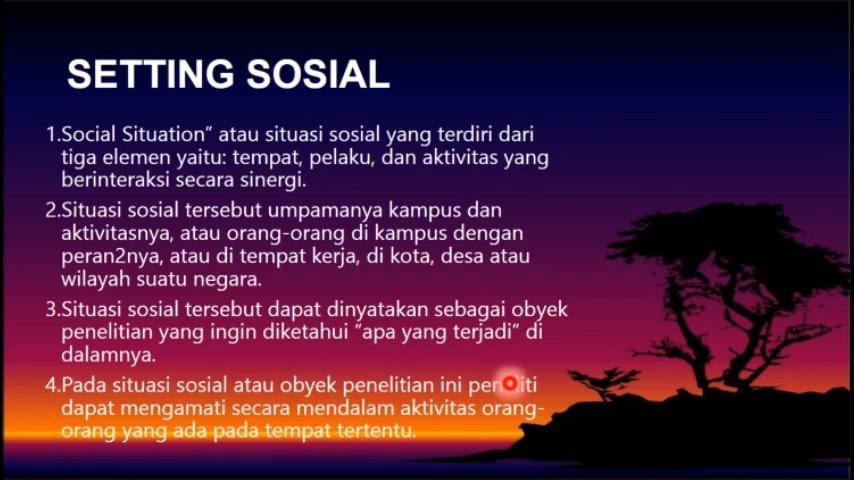 SETTING SOSIAL
1.Social Situation” atau situasi sosial yang terdiri dari
tiga elemen yaitu: tempat, pelaku, dan aktivitas yang
berinteraksi secara sinergi.
2.Situasi sosial tersebut umpamanya kampus dan
aktivitasnya, atau orang-orang di kampus dengan
peran2nya, atau di tempat kerja, di kota, desa atau
wilayah suatu negara.
3.Situasi sosial tersebut dapat dinyatakan sebagai obyek
penelitian yang ingin diketahui “apa yang terjadi” di
dalamnya.
4.Pada situasi sosial atau obyek penelitian ini peneliti
dapat mengamati secara mendalam aktivitas orang-
orang yang ada pada tempat tertentu.